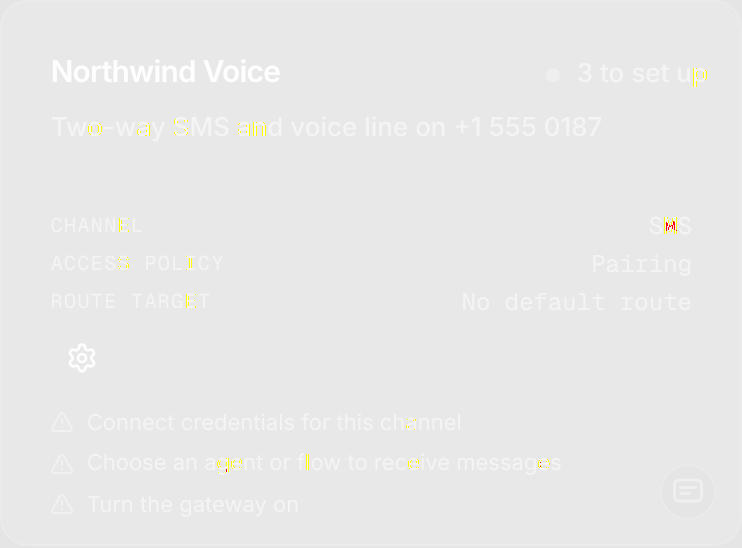 Northwind Voice
3 to set up
Two-way SMS and voice line on +1 555 0187
CHANNEL SMS
ACCESS POLICY Pairing
ROUTE TARGET No default route
Connect credentials for this channel
Choose an agent or flow to receive messages
Turn the gateway on